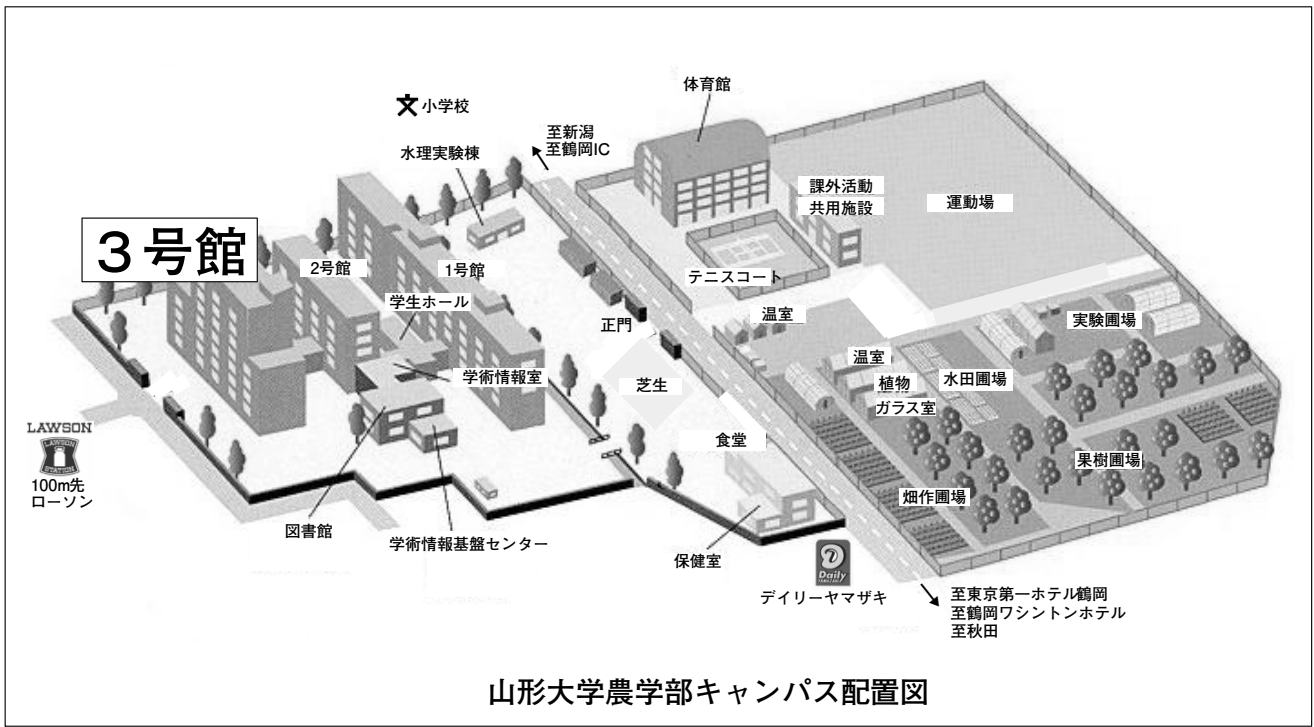 体育館
文 小学校
至新潟
至鶴岡IC
水理実験棟
課外活動
共用施設
運動場
3号館
2号館
1号館
テニスコート
学生ホール
正門
温室
実験圃場
温室
学術情報室
芝生
植物
ガラス室
水田圃場
LAWSON
LAWSON
STATION
100m先
ローソン
食堂
果樹圃場
畑作圃場
図書館
学術情報基盤センター
保健室
Daily
デイリーヤマザキ
至東京第一ホテル鶴岡
至鶴岡ワシントンホテル
至秋田
山形大学農学部キャンパス配置図